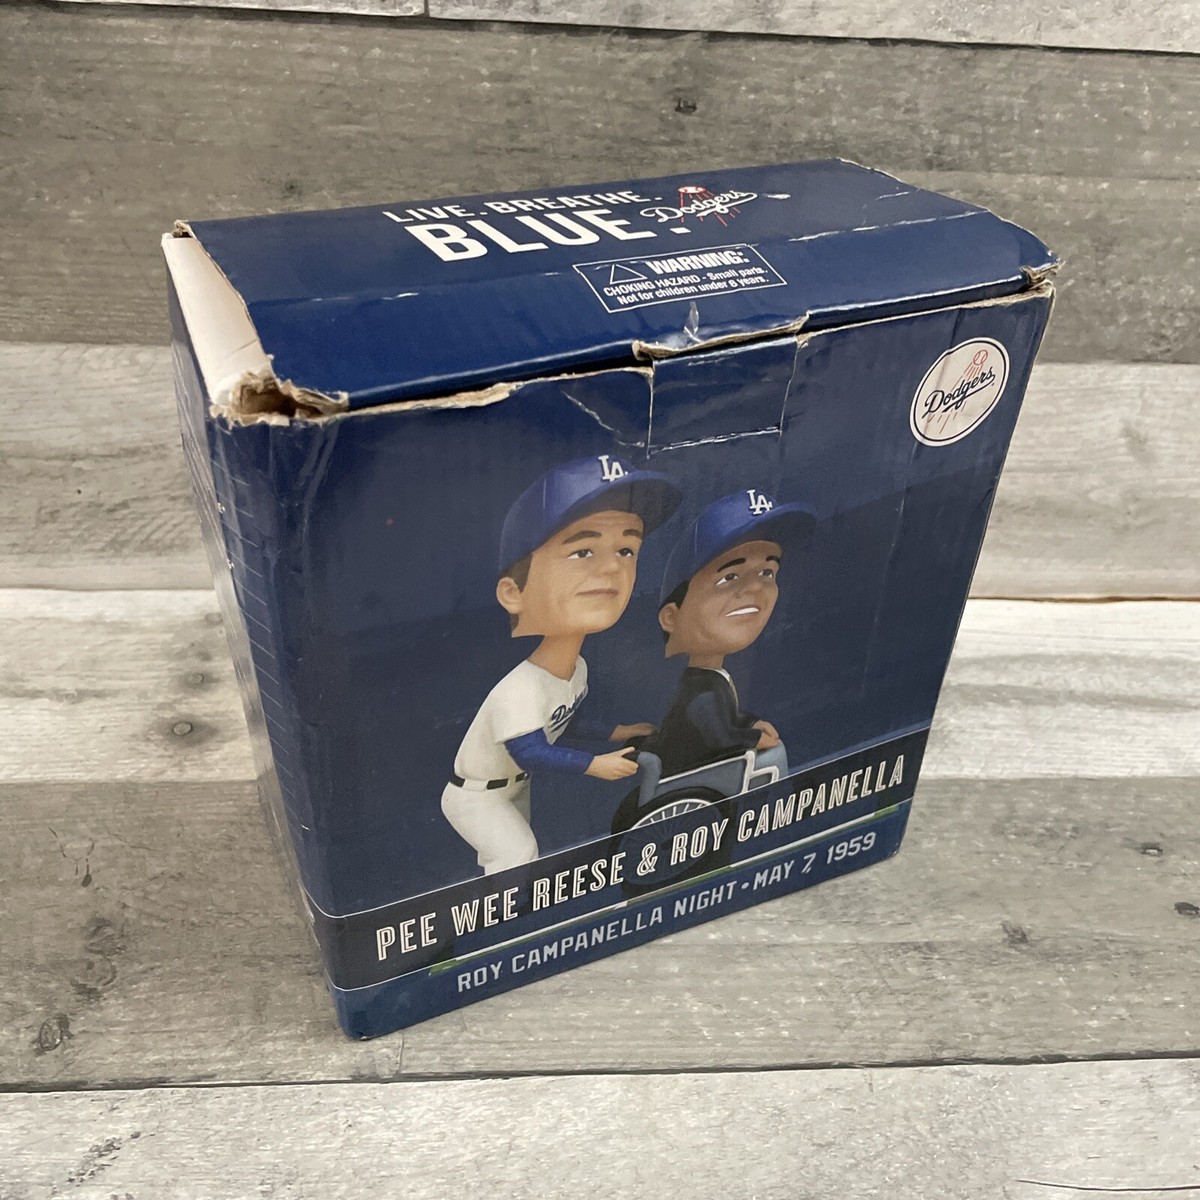 LIVE. BREATHE.
BLUE. Dodgers
WARNING:
CHOKING HAZARD - Small parts.
Not for children under 8 years.
Dodgers
LA
LA
Dodgers
PEE WEE REESE & ROY CAMPANELLA
ROY CAMPANELLA NIGHT • MAY 7, 1959